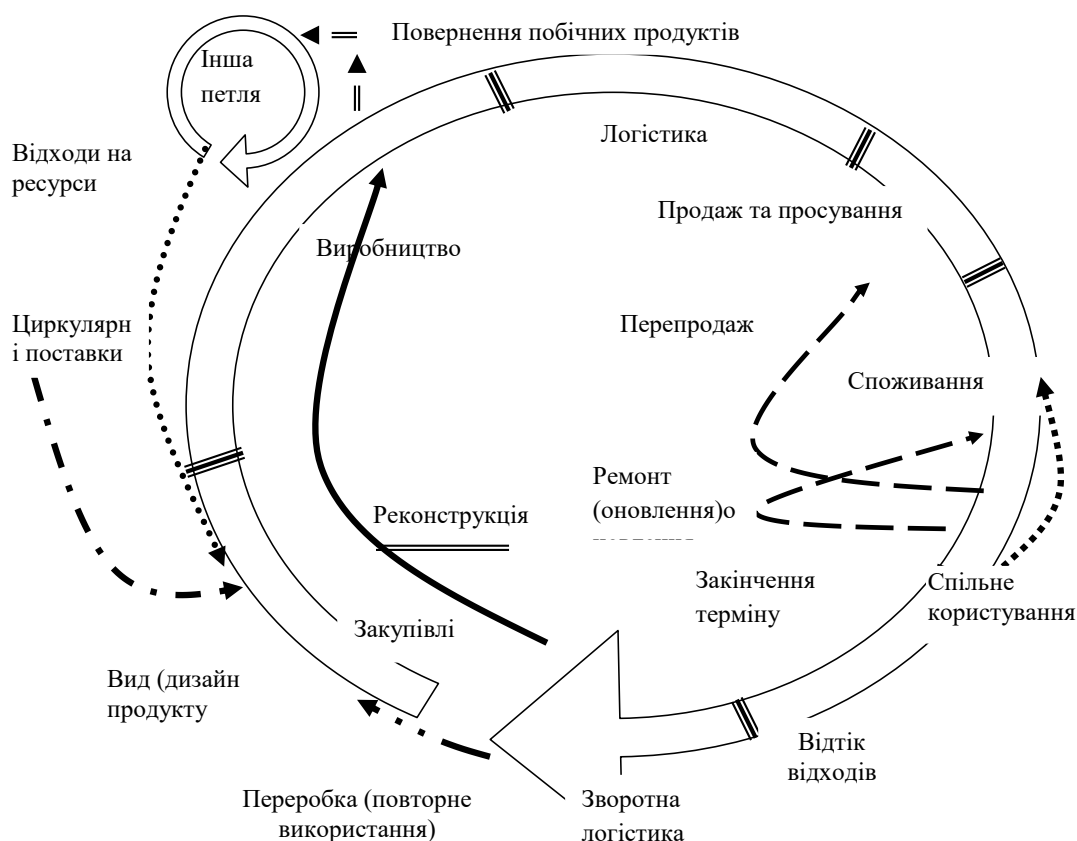 Повернення побічних продуктів
Інша
петля
Логістика
Відходи на
ресурси
Продаж та просування
Виробництво
Циркулярн
і поставки
Перепродаж
Споживання
Ремонт
(оновлення)о
Реконструкція
Закінчення
терміну
Спільне
користування
Закупівлі
Вид (дизайн
продукту
Відтік
відходів
Переробка (повторне
використання)
Зворотна
логістика